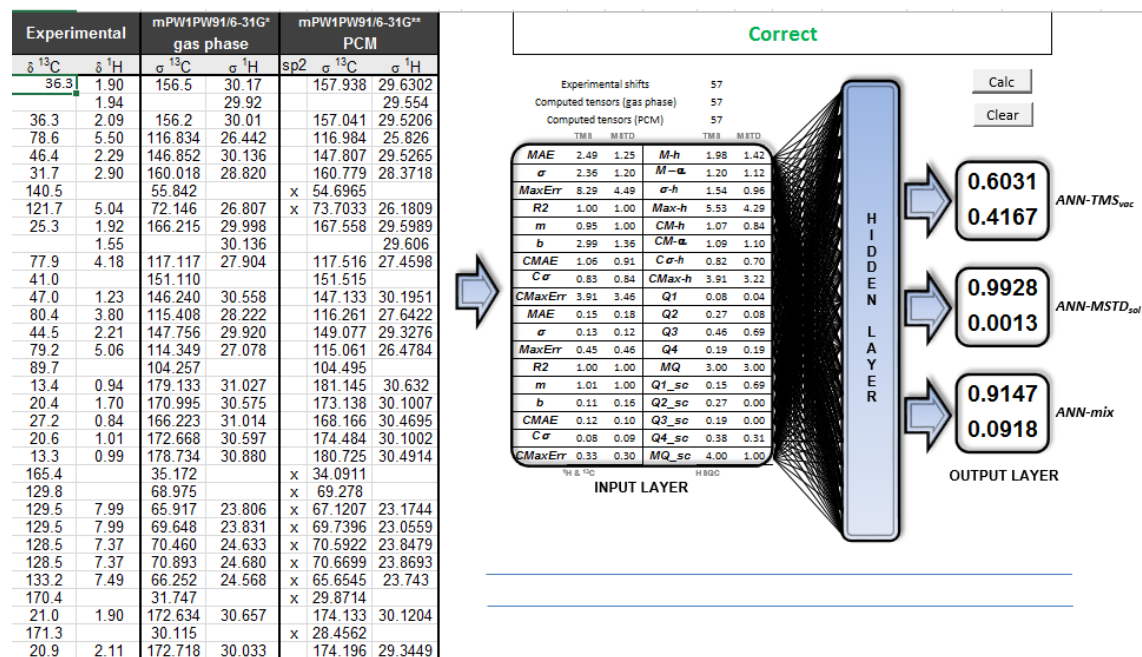 Experimental mPW1PW91/6-31G* gas phase mPW1PW91/6-31G** PCM
δ 13C δ 1H σ 13C σ 1H sp2 σ 13C σ 1H
36.3 1.90 156.5 30.17 157.938 29.6302
1.94 29.92 29.554
36.3 2.09 156.2 30.01 157.041 29.5206
78.6 5.50 116.834 26.442 116.984 25.826
46.4 2.29 146.852 30.136 147.807 29.5265
31.7 2.90 160.018 28.820 160.779 28.3718
140.5 55.842 x 54.6965
121.7 5.04 72.146 26.807 x 73.7033 26.1809
25.3 1.92 166.215 29.998 167.558 29.5989
1.55 30.136 29.606
77.9 4.18 117.117 27.904 117.516 27.4598
41.0 151.110 151.515
47.0 1.23 146.240 30.558 147.133 30.1951
80.4 3.80 115.408 28.222 116.261 27.6422
44.5 2.21 147.756 29.920 149.077 29.3276
79.2 5.06 114.349 27.078 115.061 26.4784
89.7 104.257 104.495
13.4 0.94 179.133 31.027 181.145 30.632
20.4 1.70 170.995 30.575 173.138 30.1007
27.2 0.84 166.223 31.014 168.166 30.4695
20.6 1.01 172.668 30.597 174.484 30.1002
13.3 0.99 178.734 30.880 180.725 30.4914
165.4 35.172 x 34.0911
129.8 68.975 x 69.278
129.5 7.99 65.917 23.806 x 67.1207 23.1744
129.5 7.99 69.648 23.831 x 69.7396 23.0559
128.5 7.37 70.460 24.633 x 70.5922 23.8479
128.5 7.37 70.893 24.680 x 70.6699 23.8693
133.2 7.49 66.252 24.568 x 65.6545 23.743
170.4 31.747 x 29.8714
21.0 1.90 172.634 30.657 174.133 30.1204
171.3 30.115 x 28.4562
20.9 2.11 172.718 30.033 174.196 29.3449
Correct
Experimental shifts 57
Computed tensors (gas phase) 57
Computed tensors (PCM) 57
Calc
Clear
TMS MSTD TMS MSTD
MAE 2.49 1.25 M-h 1.98 1.42
σ 2.36 1.20 M-α 1.20 1.12
MaxErr 8.29 4.49 σ-h 1.54 0.96
R2 1.00 1.00 Max-h 5.53 4.29
m 0.95 1.00 CM-h 1.07 0.84
b 2.99 1.36 CM-α 1.09 1.10
CMAE 1.06 0.91 Cσ-h 0.82 0.70
Cσ 0.83 0.84 CMax-h 3.91 3.22
CMaxErr 3.91 3.46 Q1 0.08 0.04
MAE 0.15 0.18 Q2 0.27 0.08
σ 0.13 0.12 Q3 0.46 0.69
MaxErr 0.45 0.46 Q4 0.19 0.19
R2 1.00 1.00 MQ 3.00 3.00
m 1.01 1.00 Q1_sc 0.15 0.69
b 0.11 0.16 Q2_sc 0.27 0.00
CMAE 0.12 0.10 Q3_sc 0.19 0.00
Cσ 0.08 0.09 Q4_sc 0.38 0.31
CMaxErr 0.33 0.30 MQ_sc 4.00 1.00
1H & 13C HSQC
INPUT LAYER
HIDDEN LAYER
0.6031
0.4167
ANN-TMSvac
0.9928
0.0013
ANN-MSTDsol
0.9147
0.0918
ANN-mix
OUTPUT LAYER